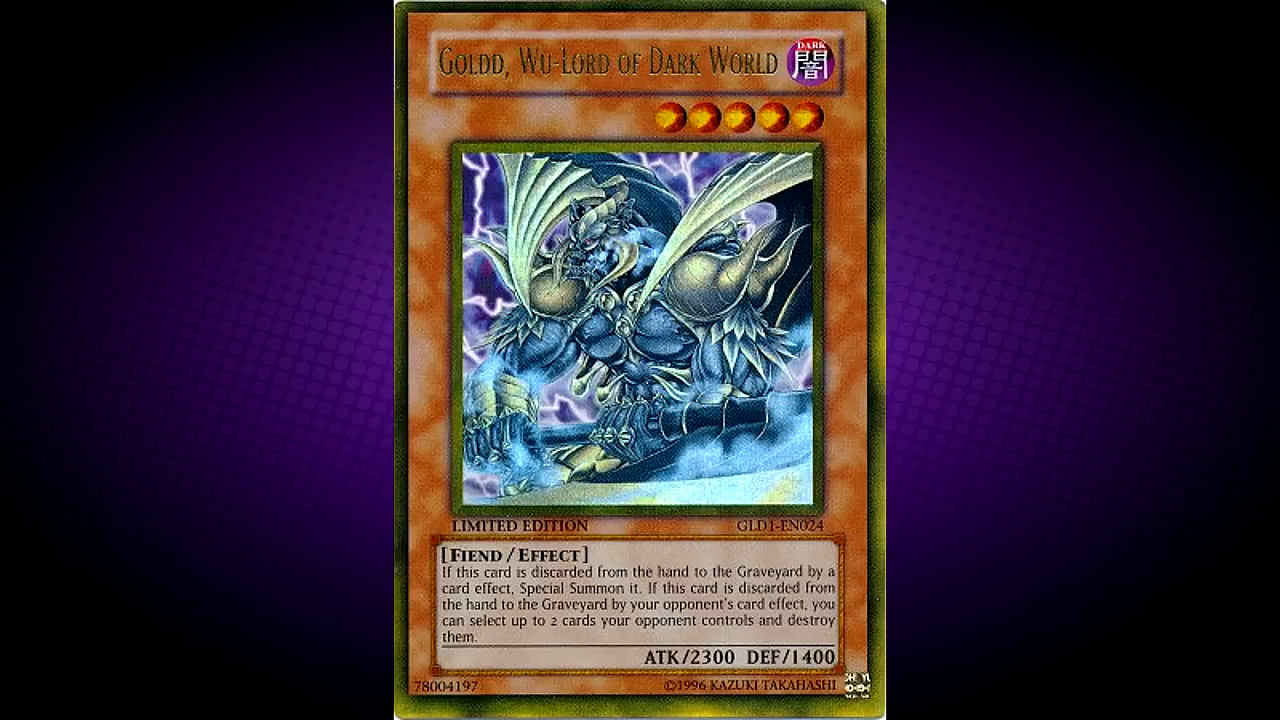 Goldd, Wu-Lord of Dark World
DARK
闇
LIMITED EDITION
GLD1-EN024
[Fiend / Effect]
If this card is discarded from the hand to the Graveyard by a
card effect, Special Summon it. If this card is discarded from
the hand to the Graveyard by your opponent's card effect, you
can select up to 2 cards your opponent controls and destroy
them.
ATK/2300 DEF/1400
78004197
©1996 KAZUKI TAKAHASHI